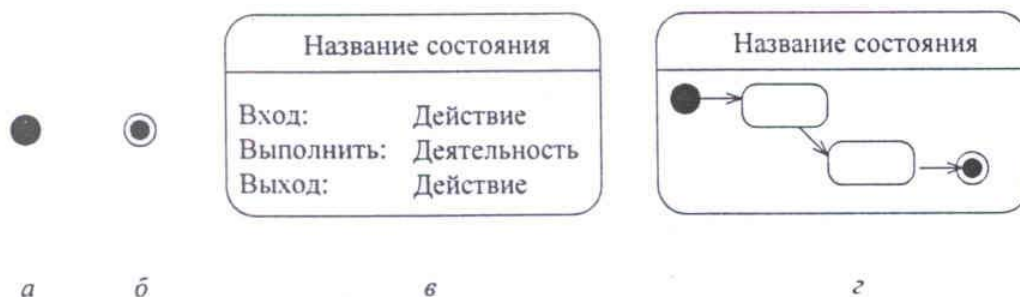 Название состояния
Вход: Действие
Выполнить: Деятельность
Выход: Действие
Название состояния
а б в г